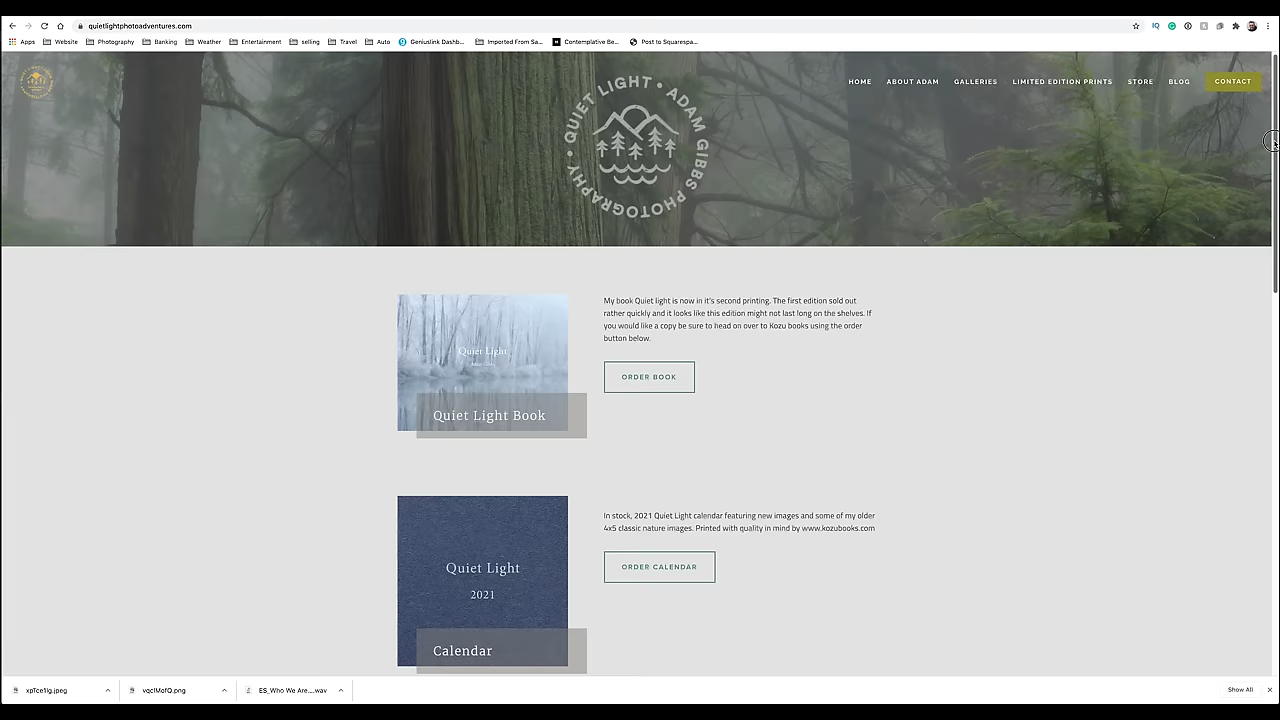 quietlightphotoadventures.com
Apps Website Photography Banking Weather Entertainment selling Travel Auto Geniuslink Dashb... Imported From Sa... Contemplative Be... Post to Squarespa...
HOME ABOUT ADAM GALLERIES LIMITED EDITION PRINTS STORE BLOG CONTACT
QUIET LIGHT • ADAM GIBBS PHOTOGRAPHY •
My book Quiet light is now in it's second printing. The first edition sold out
rather quickly and it looks like this edition might not last long on the shelves. If
you would like a copy be sure to head on over to Kozu books using the order
button below.
ORDER BOOK
Quiet Light
Quiet Light Book
In stock, 2021 Quiet Light calendar featuring new images and some of my older
4x5 classic nature images. Printed with quality in mind by www.kozubooks.com
ORDER CALENDAR
Quiet Light
2021
Calendar
ES_Who We Are....wav
Show All